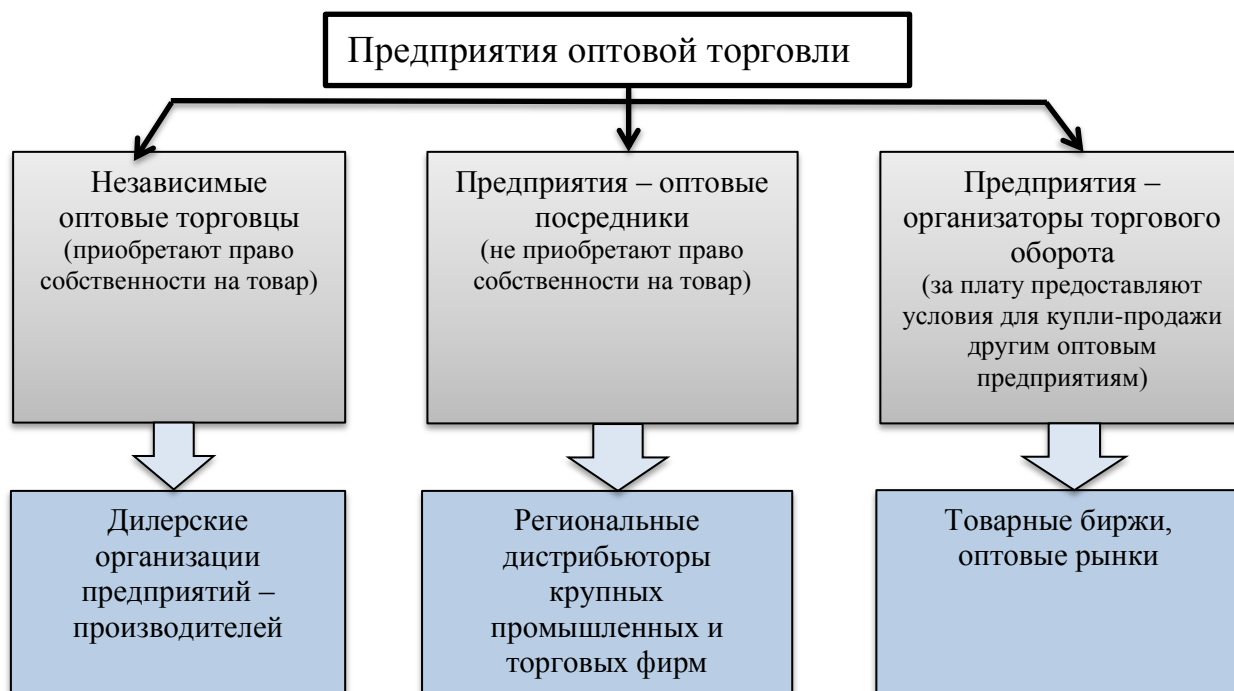 Предприятия оптовой торговли
Независимые
оптовые торговцы
(приобретают право
собственности на товар)
Предприятия – оптовые
посредники
(не приобретают право
собственности на товар)
Предприятия –
организаторы торгового
оборота
(за плату предоставляют
условия для купли-продажи
другим оптовым
предприятиям)
Дилерские
организации
предприятий –
производителей
Региональные
дистрибьюторы
крупных
промышленных и
торговых фирм
Товарные биржи,
оптовые рынки